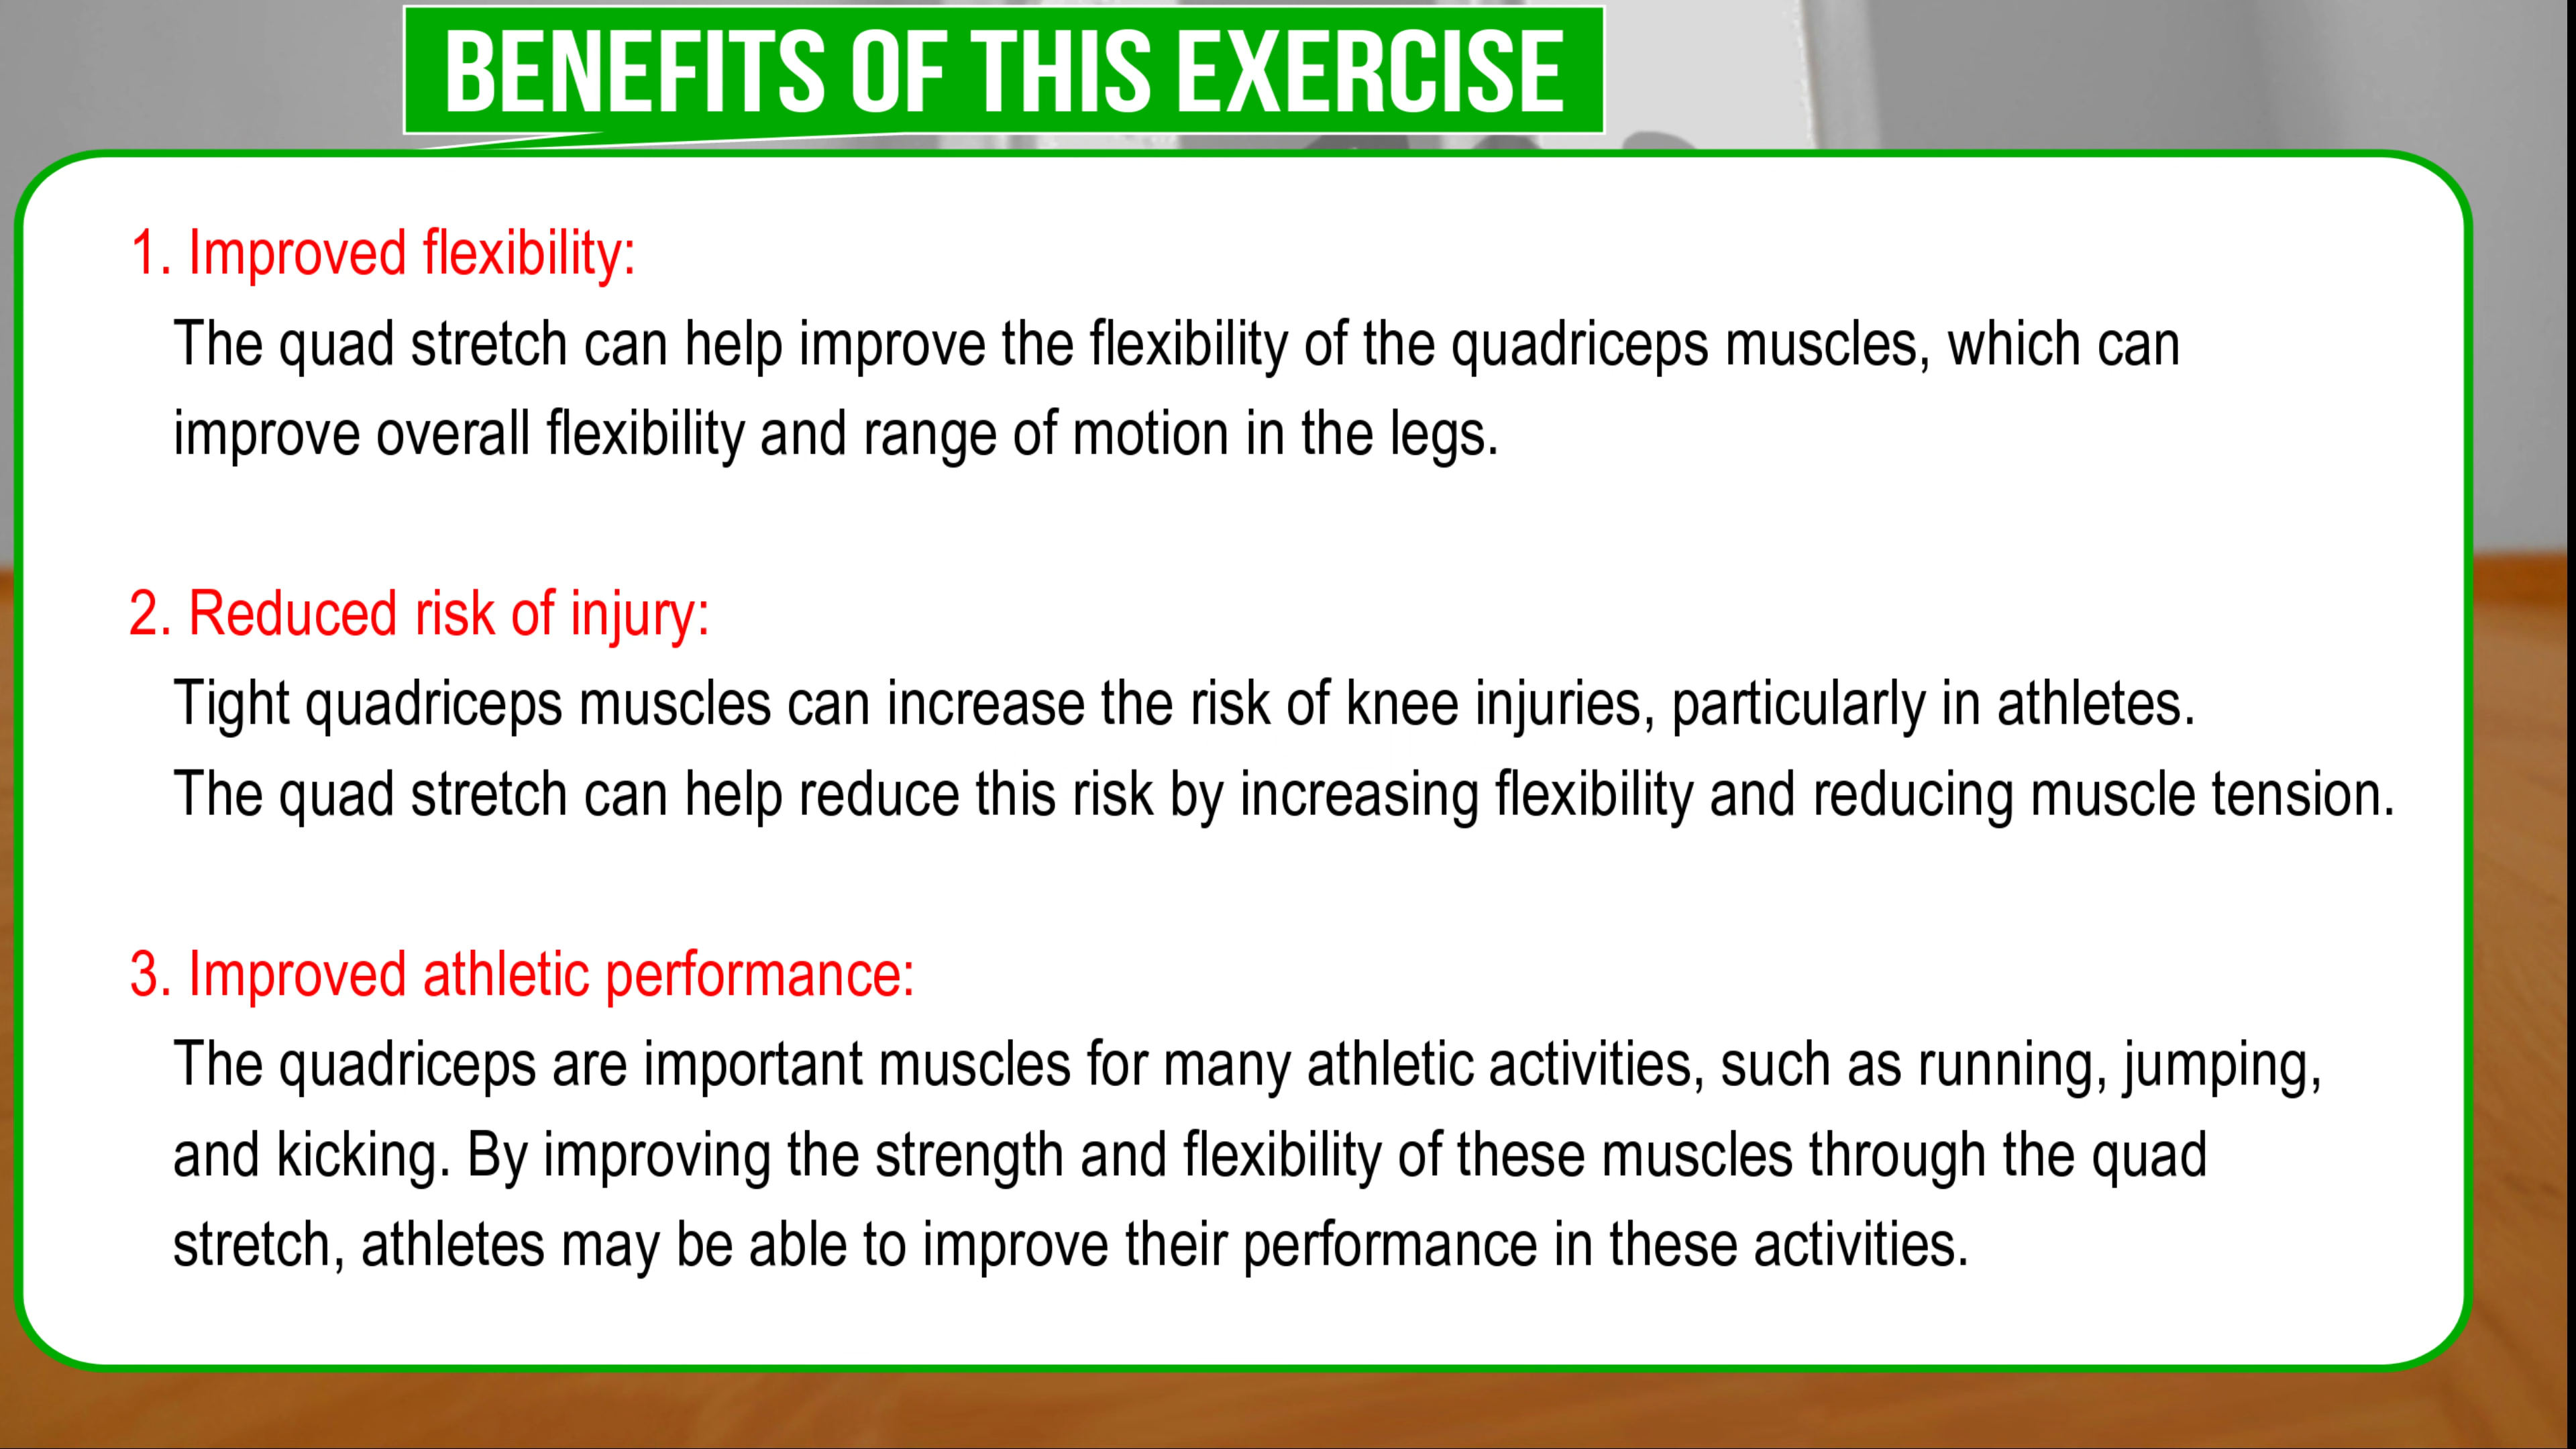 BENEFITS OF THIS EXERCISE
1. Improved flexibility:
The quad stretch can help improve the flexibility of the quadriceps muscles, which can
improve overall flexibility and range of motion in the legs.
2. Reduced risk of injury:
Tight quadriceps muscles can increase the risk of knee injuries, particularly in athletes.
The quad stretch can help reduce this risk by increasing flexibility and reducing muscle tension.
3. Improved athletic performance:
The quadriceps are important muscles for many athletic activities, such as running, jumping,
and kicking. By improving the strength and flexibility of these muscles through the quad
stretch, athletes may be able to improve their performance in these activities.